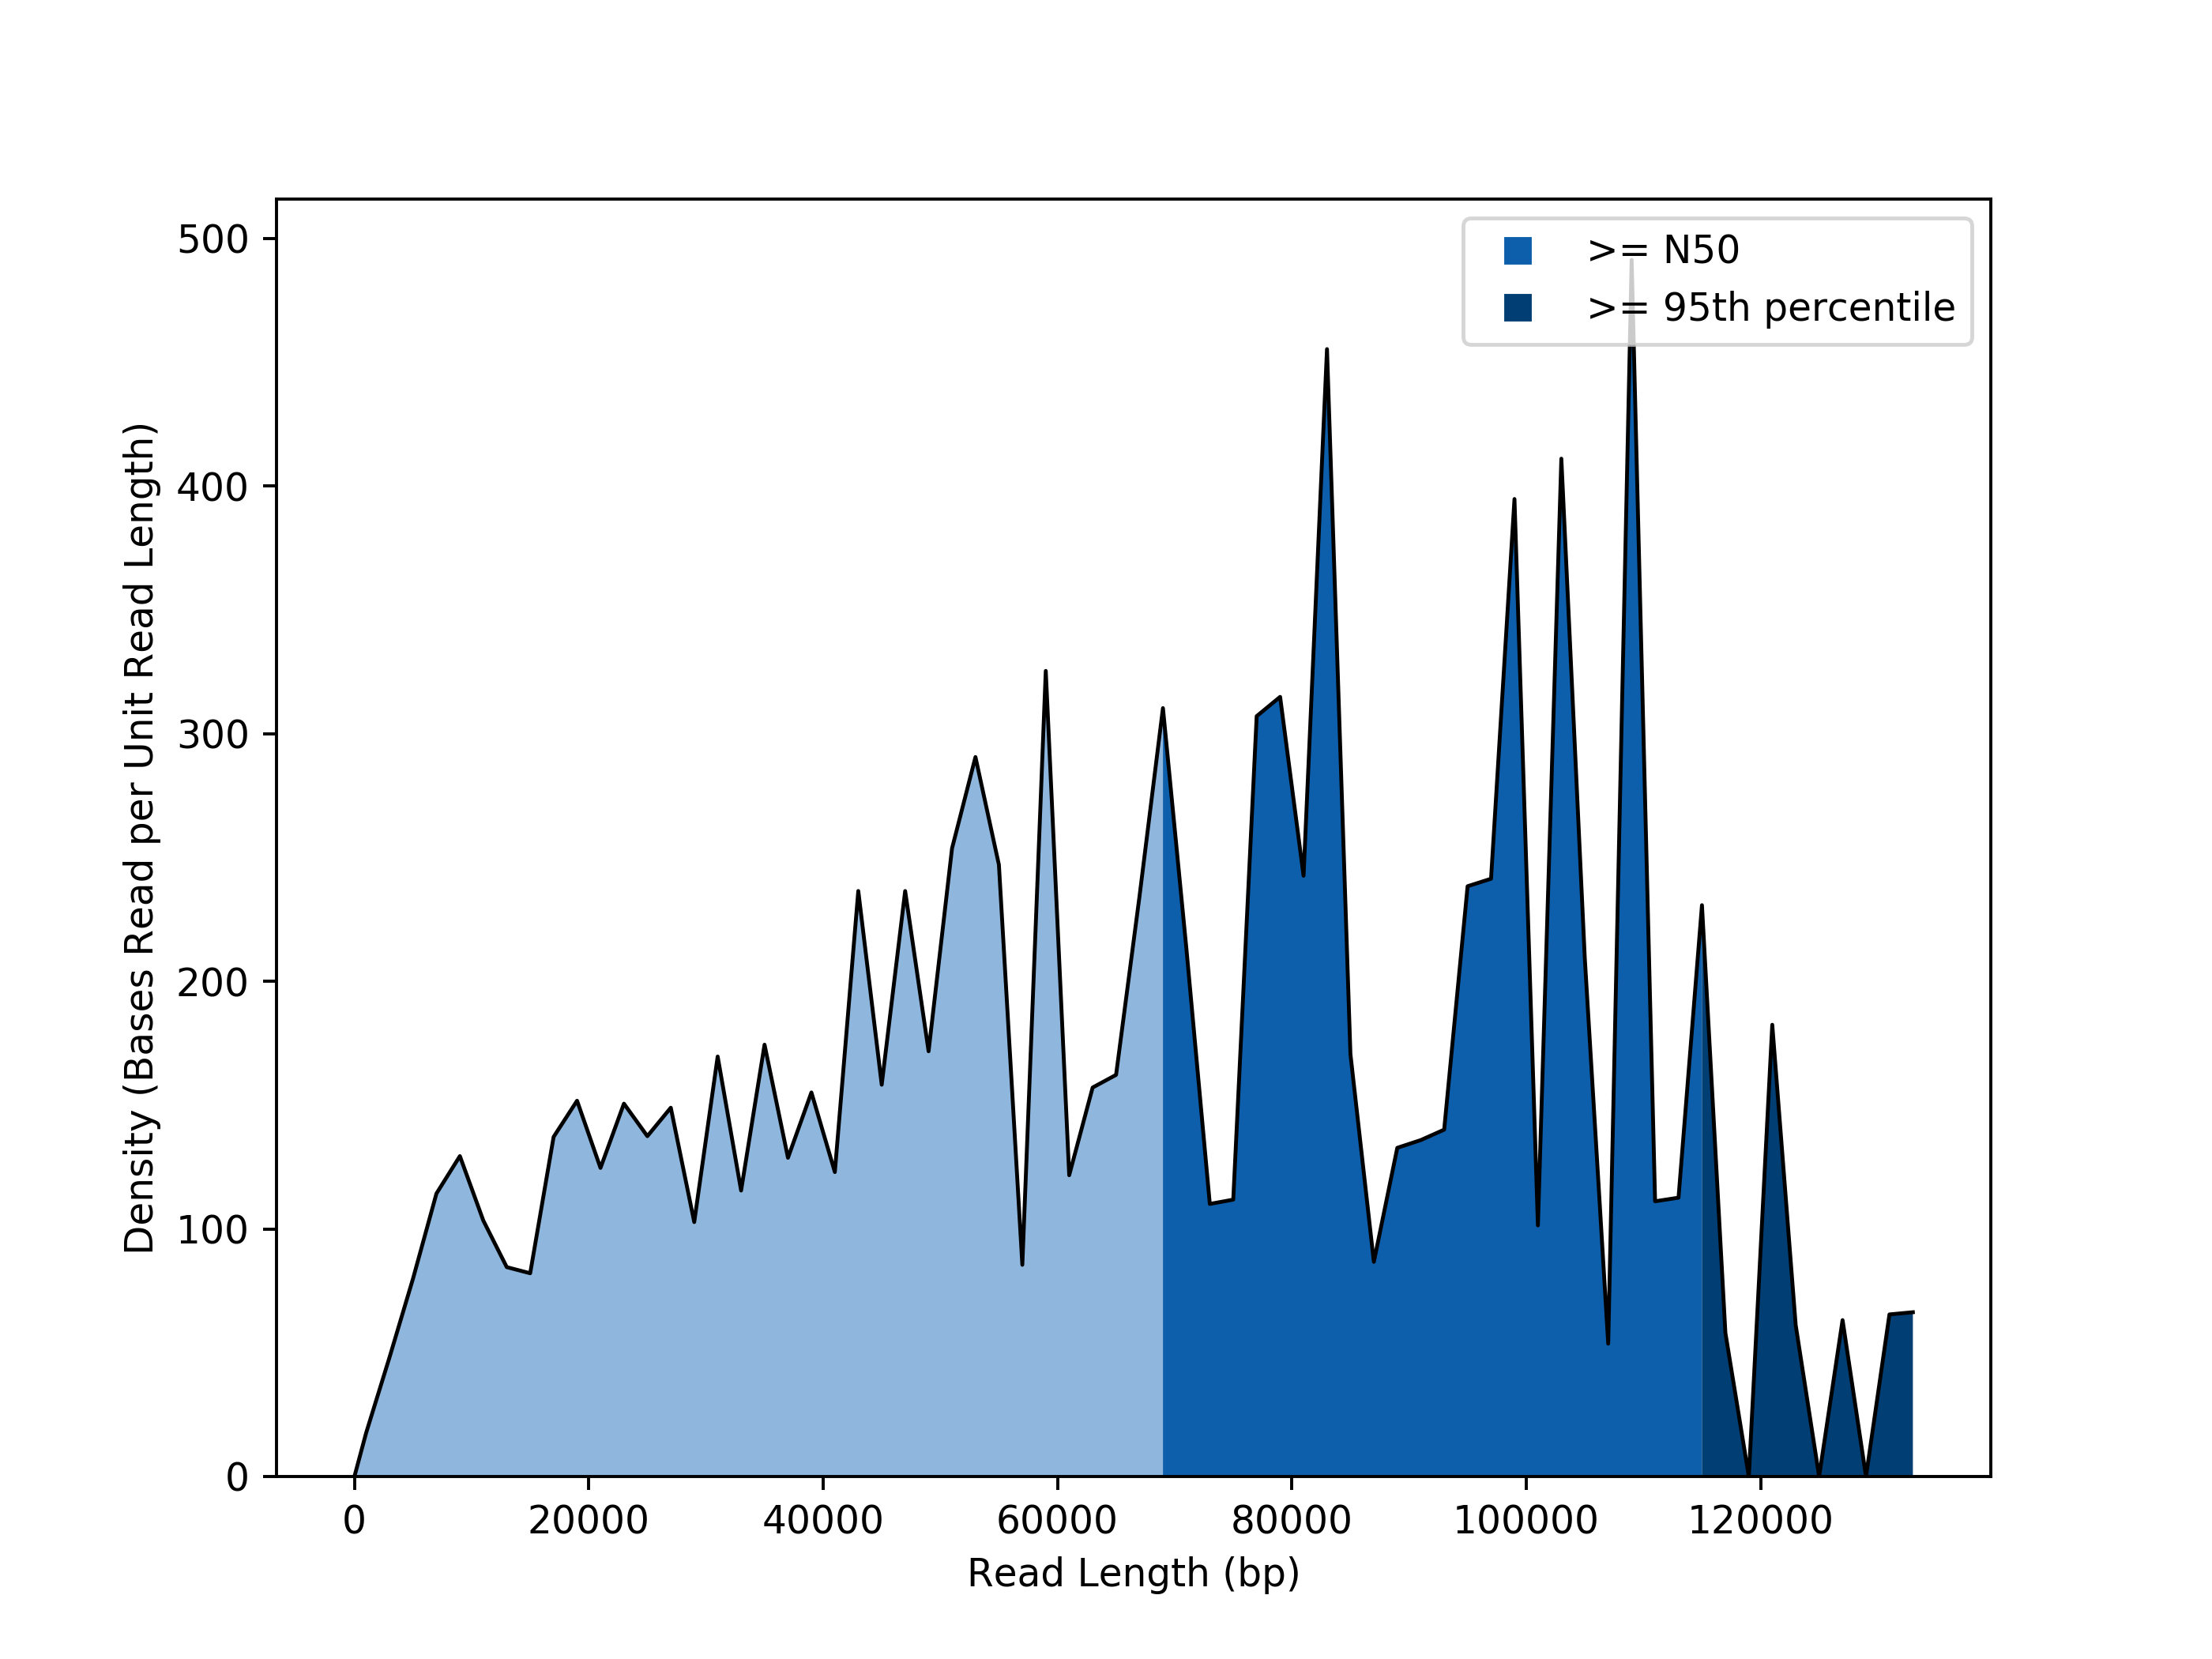 500
400
300
200
100
0
Density (Bases Read per Unit Read Length)
>= N50
>= 95th percentile
0 20000 40000 60000 80000 100000 120000
Read Length (bp)